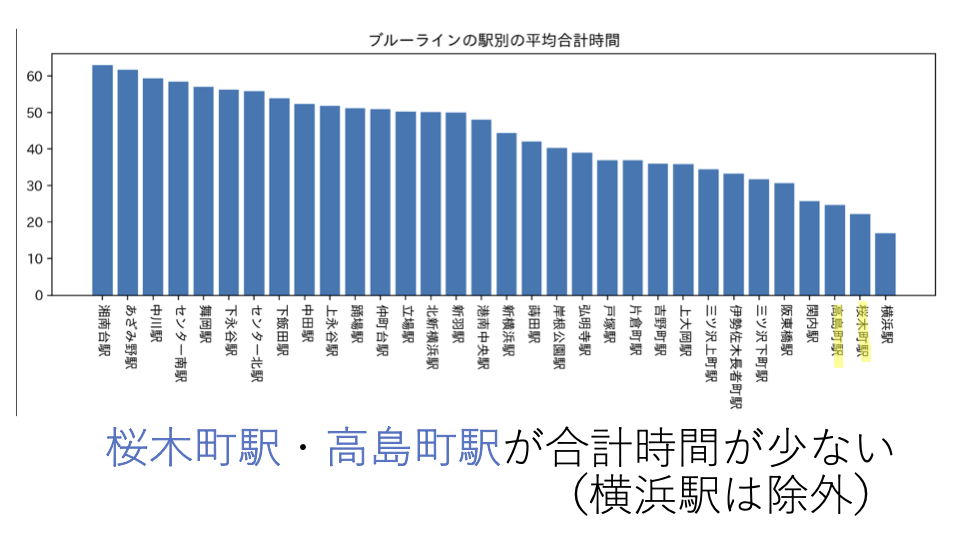 ブルーラインの駅別の平均合計時間
60
50
40
30
20
10
0
湘南台駅
あざみ野駅
中川駅
センター南駅
舞岡駅
下永谷駅
センター北駅
下飯田駅
中田駅
上永谷駅
踊場駅
仲町台駅
立場駅
北新横浜駅
新羽駅
港南中央駅
新横浜駅
蒔田駅
岸根公園駅
弘明寺駅
戸塚駅
片倉町駅
吉野町駅
上大岡駅
三ツ沢上町駅
伊勢佐木長者町駅
三ツ沢下町駅
阪東橋駅
関内駅
高島町駅
桜木町駅
横浜駅
桜木町駅・高島町駅が合計時間が少ない
（横浜駅は除外）